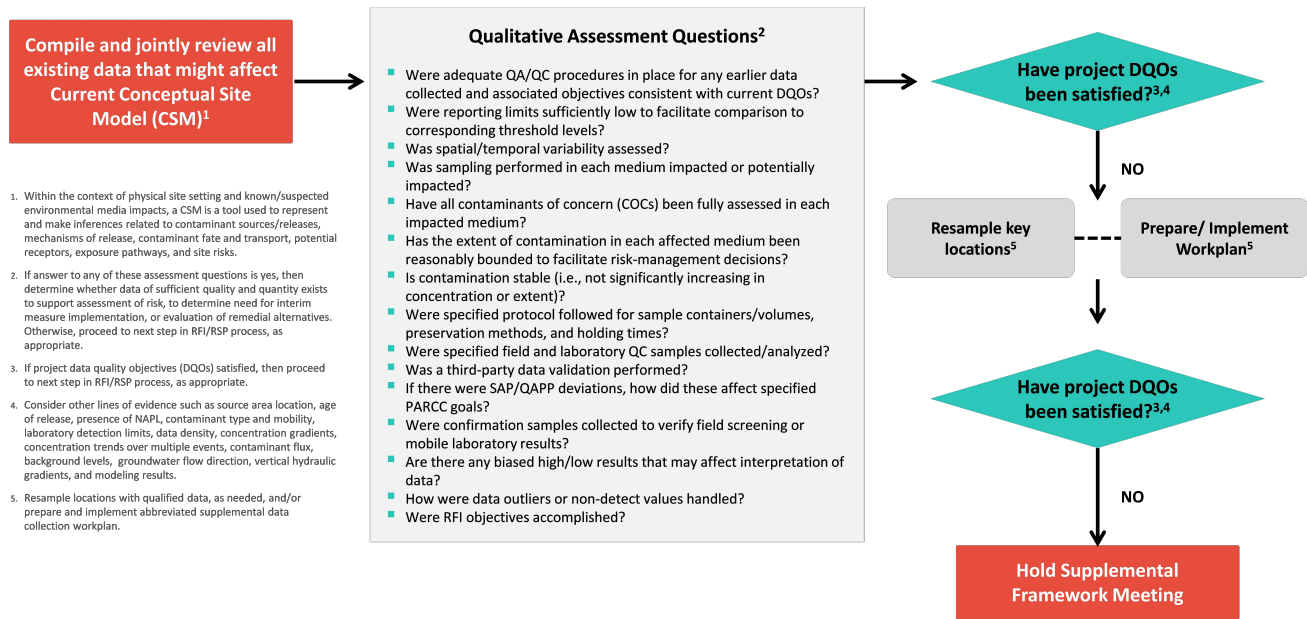 Compile and jointly review all
existing data that might affect
Current Conceptual Site
Model (CSM)1
1. Within the context of physical site setting and known/suspected
environmental media impacts, a CSM is a tool used to represent
and make inferences related to contaminant sources/releases,
mechanisms of release, contaminant fate and transport, potential
receptors, exposure pathways, and site risks.
2. If answer to any of these assessment questions is yes, then
determine whether data of sufficient quality and quantity exists
to support assessment of risk, to determine need for interim
measure implementation, or evaluation of remedial alternatives.
Otherwise, proceed to next step in RFI/RSP process, as
appropriate.
3. If project data quality objectives (DQOs) satisfied, then proceed
to next step in RFI/RSP process, as appropriate.
4. Consider other lines of evidence such as source area location, age
of release, presence of NAPL, contaminant type and mobility,
laboratory detection limits, data density, concentration gradients,
concentration trends over multiple events, contaminant flux,
background levels, groundwater flow direction, vertical hydraulic
gradients, and modeling results.
5. Resample locations with qualified data, as needed, and/or
prepare and implement abbreviated supplemental data
collection workplan.
Qualitative Assessment Questions2
Were adequate QA/QC procedures in place for any earlier data
collected and associated objectives consistent with current DQOs?
Were reporting limits sufficiently low to facilitate comparison to
corresponding threshold levels?
Was spatial/temporal variability assessed?
Was sampling performed in each medium impacted or potentially
impacted?
Have all contaminants of concern (COCs) been fully assessed in each
impacted medium?
Has the extent of contamination in each affected medium been
reasonably bounded to facilitate risk-management decisions?
Is contamination stable (i.e., not significantly increasing in
concentration or extent)?
Were specified protocol followed for sample containers/volumes,
preservation methods, and holding times?
Were specified field and laboratory QC samples collected/analyzed?
Was a third-party data validation performed?
If there were SAP/QAPP deviations, how did these affect specified
PARCC goals?
Were confirmation samples collected to verify field screening or
mobile laboratory results?
Are there any biased high/low results that may affect interpretation of
data?
How were data outliers or non-detect values handled?
Were RFI objectives accomplished?
Have project DQOs
been satisfied?3,4
NO
Resample key
locations5
Prepare/ Implement
Workplan5
Have project DQOs
been satisfied?3,4
NO
Hold Supplemental
Framework Meeting